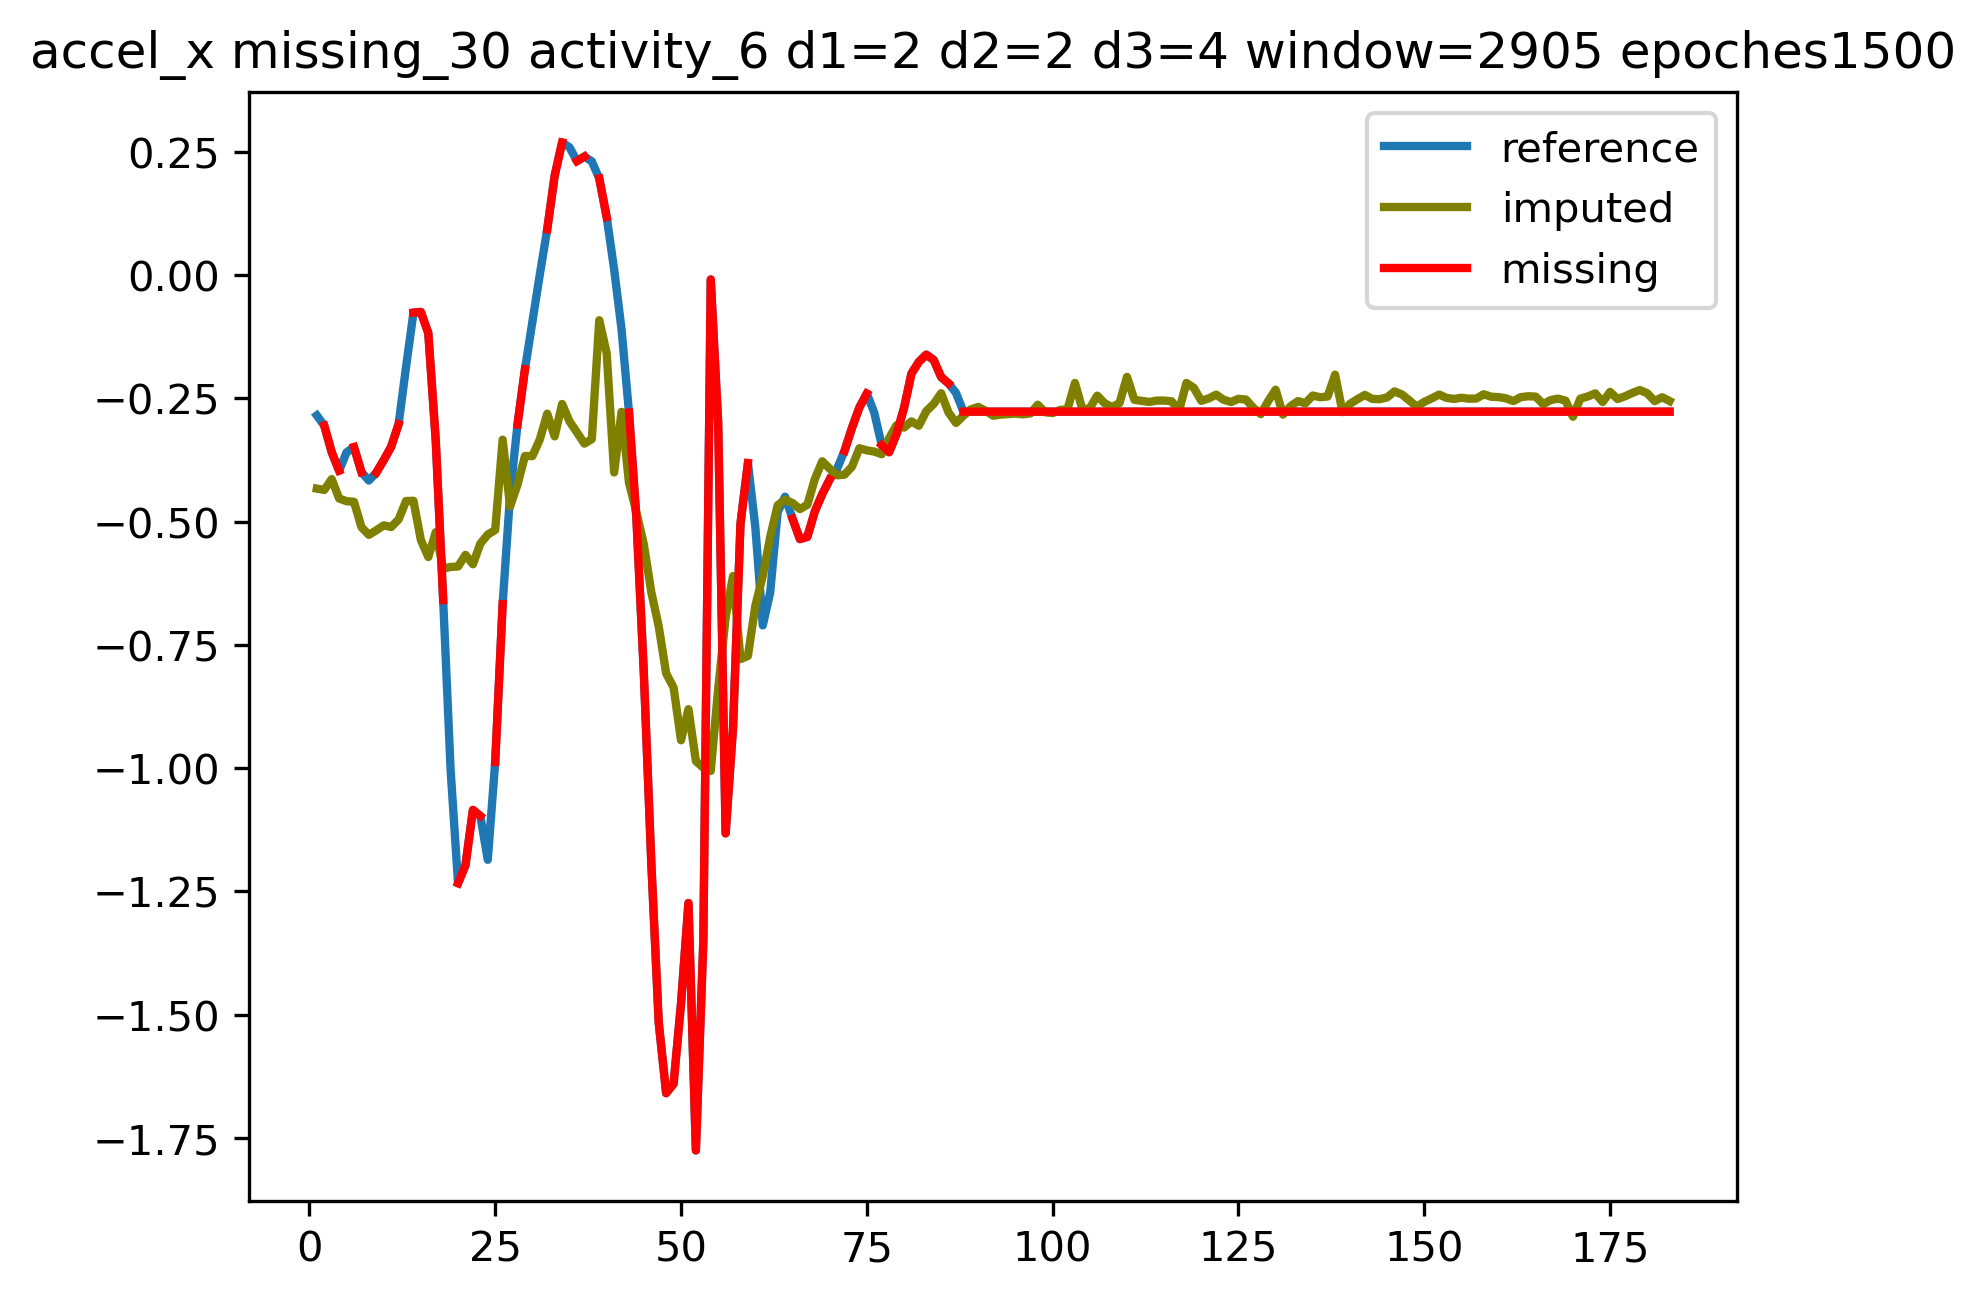 accel_x missing_30 activity_6 d1=2 d2=2 d3=4 window=2905 epoches1500
reference
imputed
missing
0.25
0.00
−0.25
−0.50
−0.75
−1.00
−1.25
−1.50
−1.75
0 25 50 75 100 125 150 175